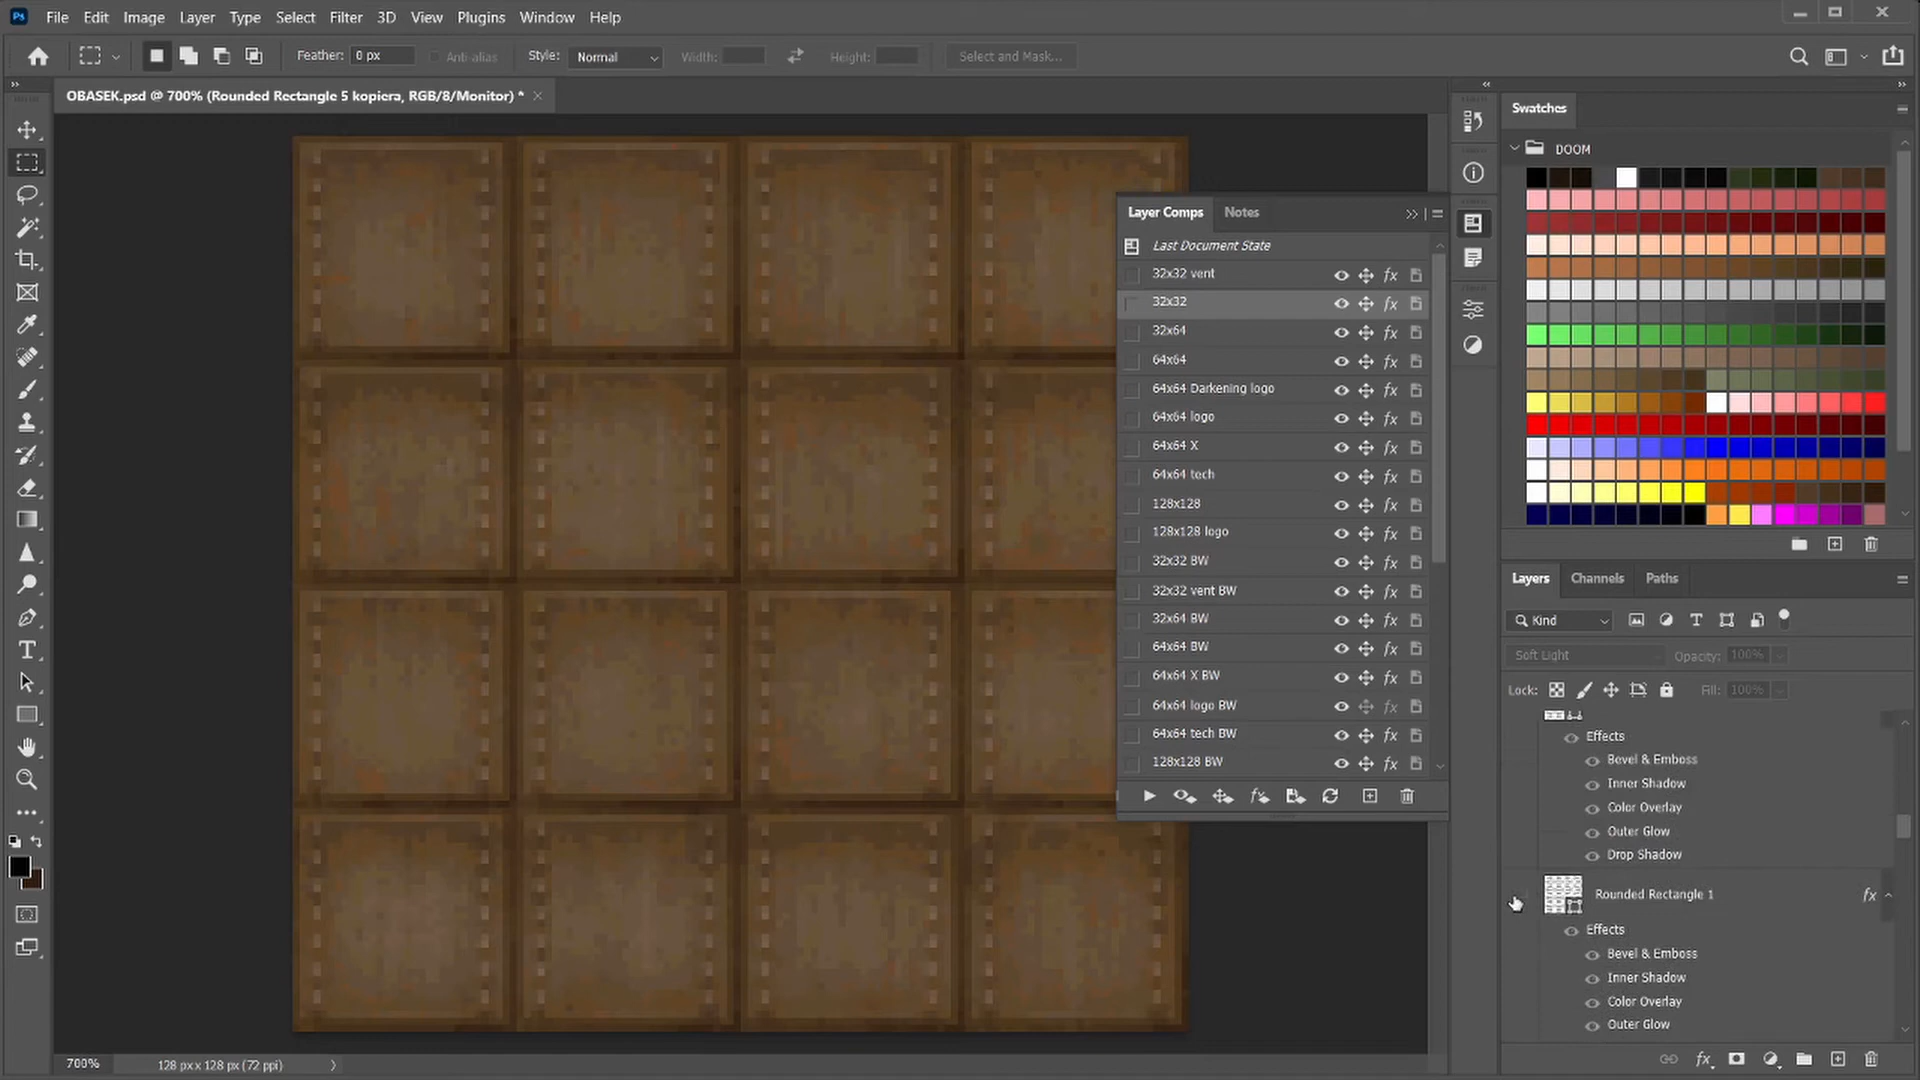 File Edit Image Layer Type Select Filter 3D View Plugins Window Help
Feather: 0 px Anti-alias Style: Normal Width: Height: Select and Mask...
OBASEK.psd @ 700% (Rounded Rectangle 5 kopiera, RGB/8/Monitor) *
Swatches
DOOM
Layer Comps Notes
Last Document State
32x32 vent
32x32
32x64
64x64
64x64 Darkening logo
64x64 logo
64x64 X
64x64 tech
128x128
128x128 logo
32x32 BW
32x32 vent BW
32x64 BW
64x64 BW
64x64 X BW
64x64 logo BW
64x64 tech BW
128x128 BW
Layers Channels Paths
Kind
Soft Light Opacity: 100%
Lock: Fill: 100%
Effects
Bevel & Emboss
Inner Shadow
Color Overlay
Outer Glow
Drop Shadow
Rounded Rectangle 1 fx
Effects
Bevel & Emboss
Inner Shadow
Color Overlay
Outer Glow
700% 128 px x 128 px (72 ppi)